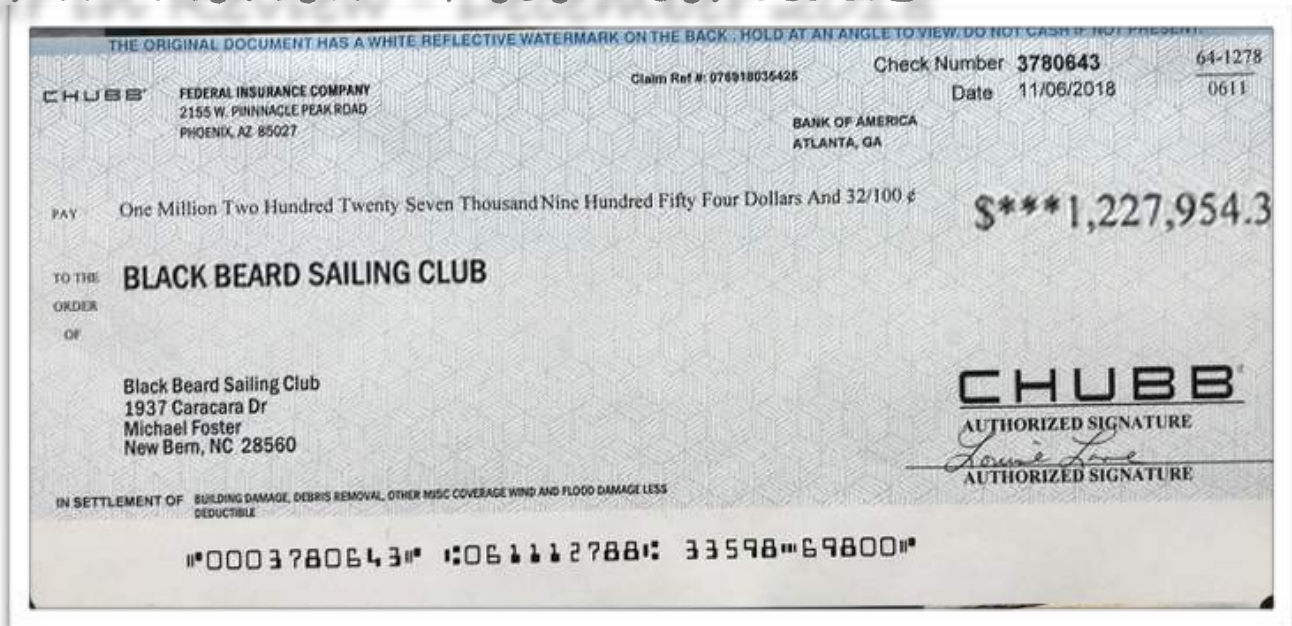 THE ORIGINAL DOCUMENT HAS A WHITE REFLECTIVE WATERMARK ON THE BACK . HOLD AT AN ANGLE TO VIEW. DO NOT CASH IF NOT PRESENT.
CHUBB FEDERAL INSURANCE COMPANY
2155 W. PINNNACLE PEAK ROAD
PHOENIX, AZ 85027
Claim Ref #: 076918036426
Check Number 3780643
Date 11/06/2018
64-1278
0611
BANK OF AMERICA
ATLANTA, GA
PAY One Million Two Hundred Twenty Seven Thousand Nine Hundred Fifty Four Dollars And 32/100 ¢ $***1,227,954.3
TO THE ORDER OF
BLACK BEARD SAILING CLUB
Black Beard Sailing Club
1937 Caracara Dr
Michael Foster
New Bern, NC 28560
CHUBB
AUTHORIZED SIGNATURE
AUTHORIZED SIGNATURE
IN SETTLEMENT OF BUILDING DAMAGE, DEBRIS REMOVAL, OTHER MISC COVERAGE WIND AND FLOOD DAMAGE LESS
DEDUCTIBLE
⑈0003780643⑈ ⑆061112788⑆ 33598⑉69800⑈